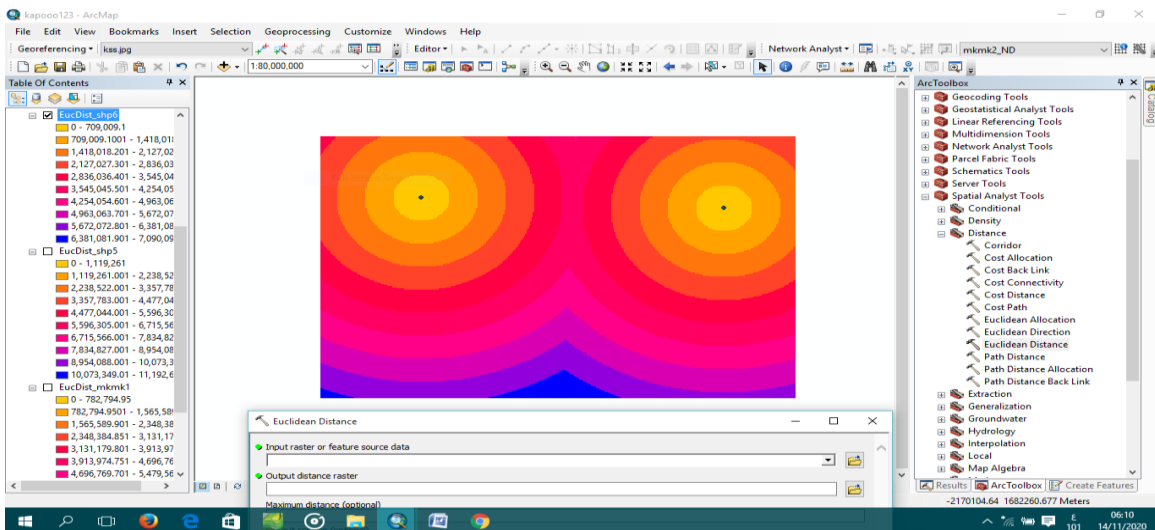 kapooo123 - ArcMap
File Edit View Bookmarks Insert Selection Geoprocessing Customize Windows Help
Georeferencing kss.jpg Editor Network Analyst mkmk2_ND
1:80,000,000
Table Of Contents
EucDist_shp6
0 - 709,009.1
709,009.1001 - 1,418,018
1,418,018.201 - 2,127,02
2,127,027.301 - 2,836,03
2,836,036.401 - 3,545,04
3,545,045.501 - 4,254,05
4,254,054.601 - 4,963,06
4,963,063.701 - 5,672,07
5,672,072.801 - 6,381,08
6,381,081.901 - 7,090,09
EucDist_shp5
0 - 1,119,261
1,119,261.001 - 2,238,52
2,238,522.001 - 3,357,78
3,357,783.001 - 4,477,04
4,477,044.001 - 5,596,30
5,596,305.001 - 6,715,56
6,715,566.001 - 7,834,82
7,834,827.001 - 8,954,08
8,954,088.001 - 10,073,3
10,073,349.01 - 11,192,6
EucDist_mkmk1
0 - 782,794.95
782,794.9501 - 1,565,589
1,565,589.901 - 2,348,38
2,348,384.851 - 3,131,17
3,131,179.801 - 3,913,97
3,913,974.751 - 4,696,76
4,696,769.701 - 5,479,56
Euclidean Distance
Input raster or feature source data
Output distance raster
Maximum distance (optional)
ArcToolbox
Geocoding Tools
Geostatistical Analyst Tools
Linear Referencing Tools
Multidimension Tools
Network Analyst Tools
Parcel Fabric Tools
Schematics Tools
Server Tools
Spatial Analyst Tools
Conditional
Density
Distance
Corridor
Cost Allocation
Cost Back Link
Cost Connectivity
Cost Distance
Cost Path
Euclidean Allocation
Euclidean Direction
Euclidean Distance
Path Distance
Path Distance Allocation
Path Distance Back Link
Extraction
Generalization
Groundwater
Hydrology
Interpolation
Local
Map Algebra
Results ArcToolbox Create Features
Catalog
-2170104.64 1682260.677 Meters
ع
101
06:10
14/11/2020